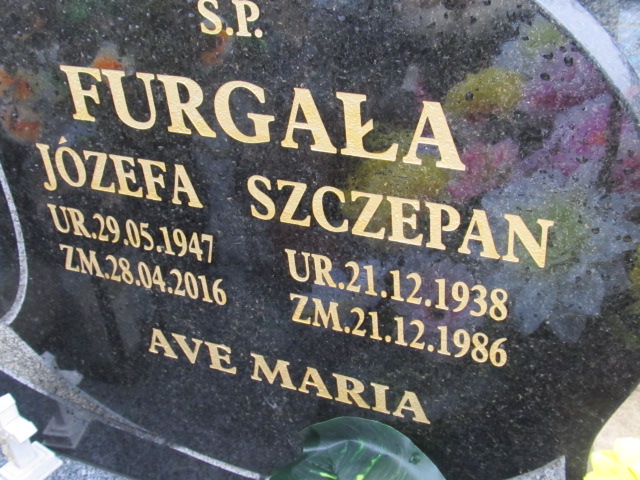 S.P.
FURGAŁA
JÓZEFA SZCZEPAN
UR.29.05.1947 UR.21.12.1938
ZM.28.04.2016 ZM.21.12.1986
AVE MARIA